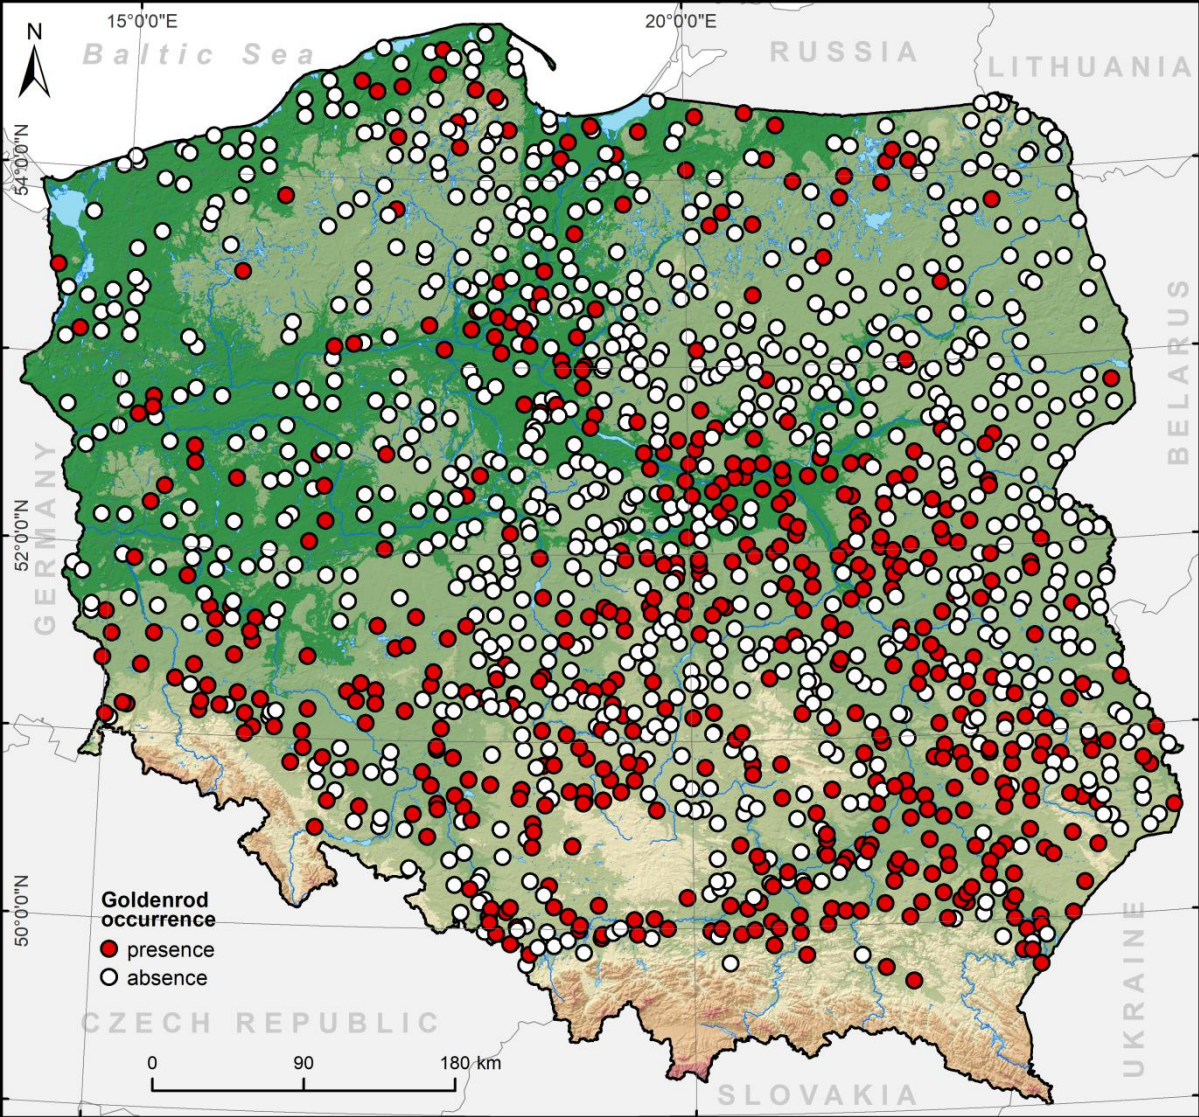 15°0'0"E
20°0'0"E
N
Baltic Sea
RUSSIA
LITHUANIA
54°0'0"N
BELARUS
GERMANY
52°0'0"N
50°0'0"N
Goldenrod
occurrence
presence
absence
UKRAINE
CZECH REPUBLIC
0 90 180 km
SLOVAKIA